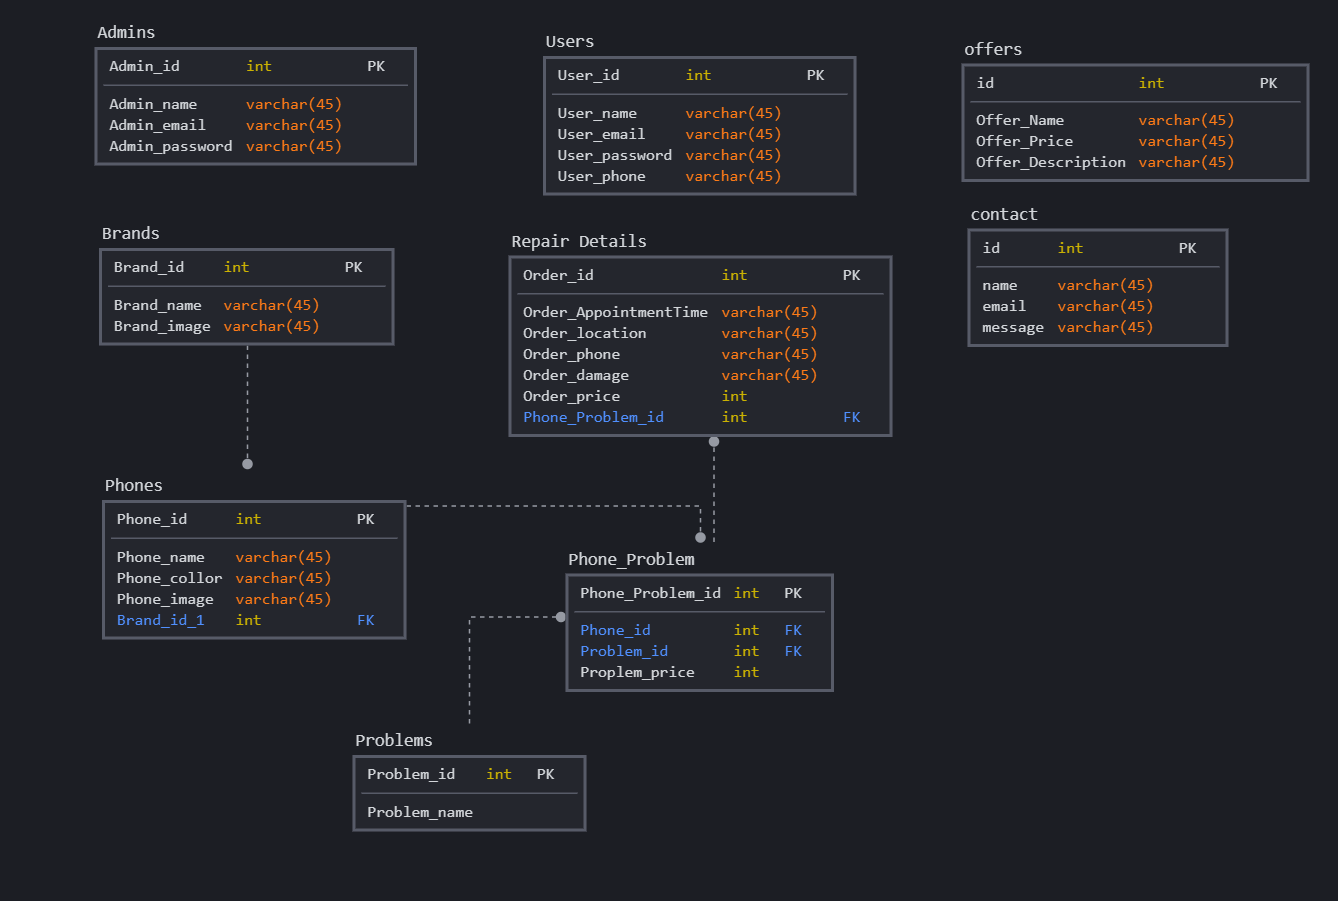 Admins
Admin_id int PK
Admin_name varchar(45)
Admin_email varchar(45)
Admin_password varchar(45)
Users
User_id int PK
User_name varchar(45)
User_email varchar(45)
User_password varchar(45)
User_phone varchar(45)
offers
id int PK
Offer_Name varchar(45)
Offer_Price varchar(45)
Offer_Description varchar(45)
Brands
Brand_id int PK
Brand_name varchar(45)
Brand_image varchar(45)
Repair Details
Order_id int PK
Order_AppointmentTime varchar(45)
Order_location varchar(45)
Order_phone varchar(45)
Order_damage varchar(45)
Order_price int
Phone_Problem_id int FK
contact
id int PK
name varchar(45)
email varchar(45)
message varchar(45)
Phones
Phone_id int PK
Phone_name varchar(45)
Phone_collor varchar(45)
Phone_image varchar(45)
Brand_id_1 int FK
Phone_Problem
Phone_Problem_id int PK
Phone_id int FK
Problem_id int FK
Proplem_price int
Problems
Problem_id int PK
Problem_name